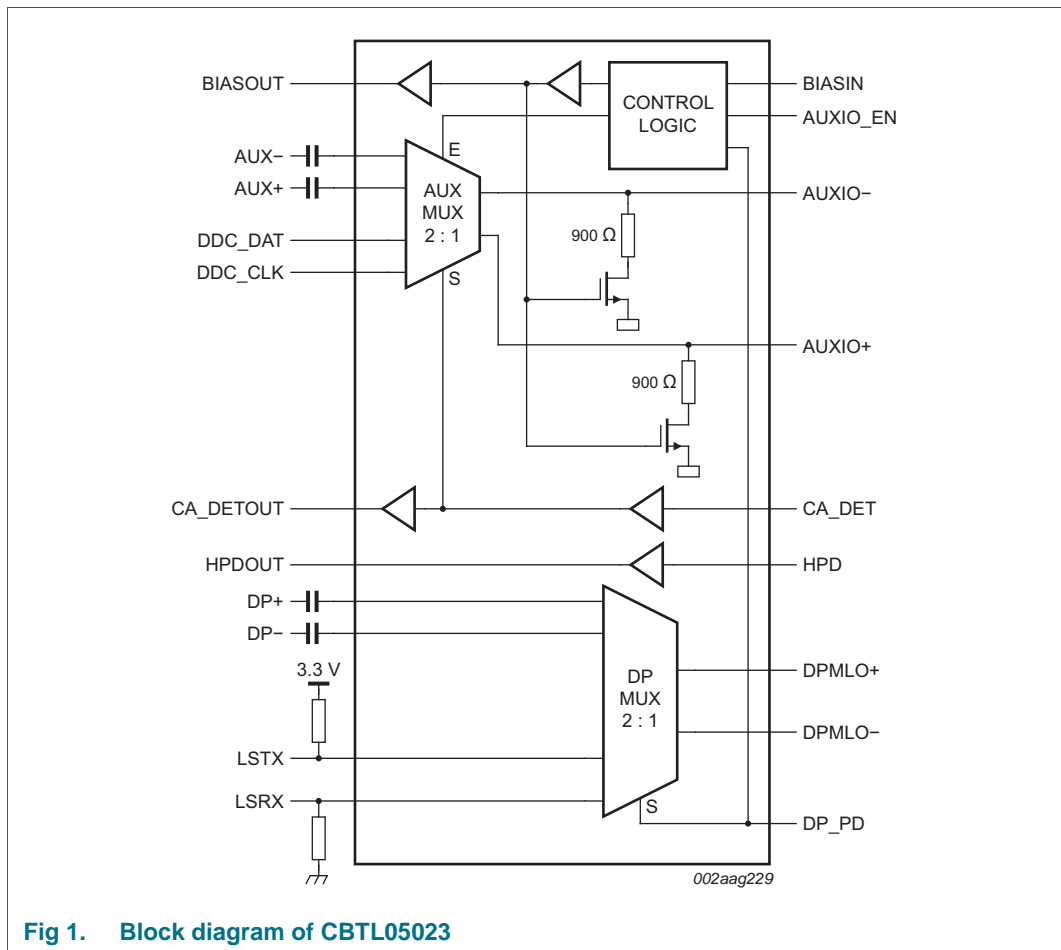 BIASOUT
CONTROL
LOGIC
BIASIN
AUXIO_EN
AUX−
AUX+
DDC_DAT
DDC_CLK
E
AUX
MUX
2 : 1
S
AUXIO−
900 Ω
AUXIO+
900 Ω
CA_DETOUT
CA_DET
HPDOUT
HPD
DP+
DP−
3.3 V
LSTX
LSRX
DP
MUX
2 : 1
S
DPMLO+
DPMLO−
DP_PD
002aag229
Fig 1. Block diagram of CBTL05023